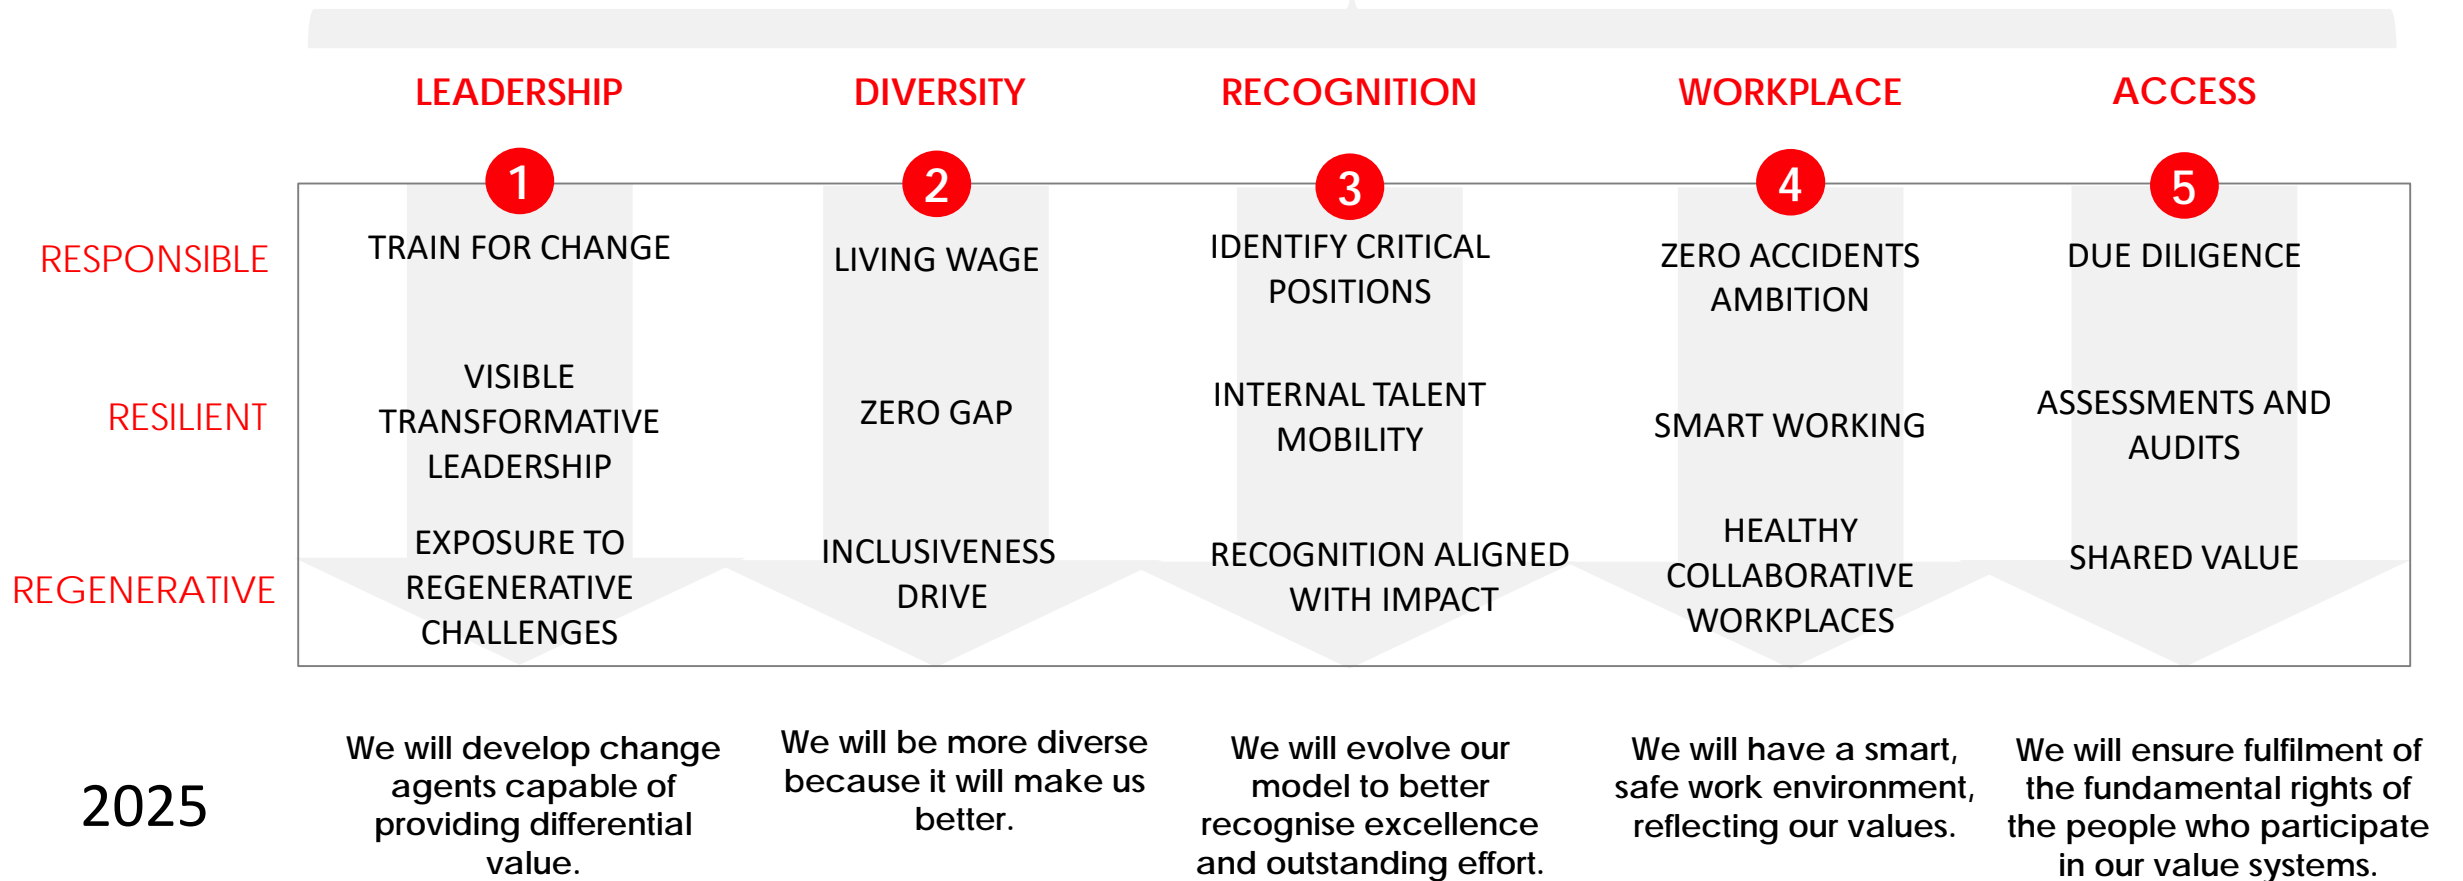 LEADERSHIP
DIVERSITY
RECOGNITION
WORKPLACE
ACCESS
1
2
3
4
5
RESPONSIBLE
TRAIN FOR CHANGE
LIVING WAGE
IDENTIFY CRITICAL
POSITIONS
ZERO ACCIDENTS
AMBITION
DUE DILIGENCE
RESILIENT
VISIBLE
TRANSFORMATIVE
LEADERSHIP
ZERO GAP
INTERNAL TALENT
MOBILITY
SMART WORKING
ASSESSMENTS AND
AUDITS
REGENERATIVE
EXPOSURE TO
REGENERATIVE
CHALLENGES
INCLUSIVENESS
DRIVE
RECOGNITION ALIGNED
WITH IMPACT
HEALTHY
COLLABORATIVE
WORKPLACES
SHARED VALUE
2025
We will develop change
agents capable of
providing differential
value.
We will be more diverse
because it will make us
better.
We will evolve our
model to better
recognise excellence
and outstanding effort.
We will have a smart,
safe work environment,
reflecting our values.
We will ensure fulfilment of
the fundamental rights of
the people who participate
in our value systems.